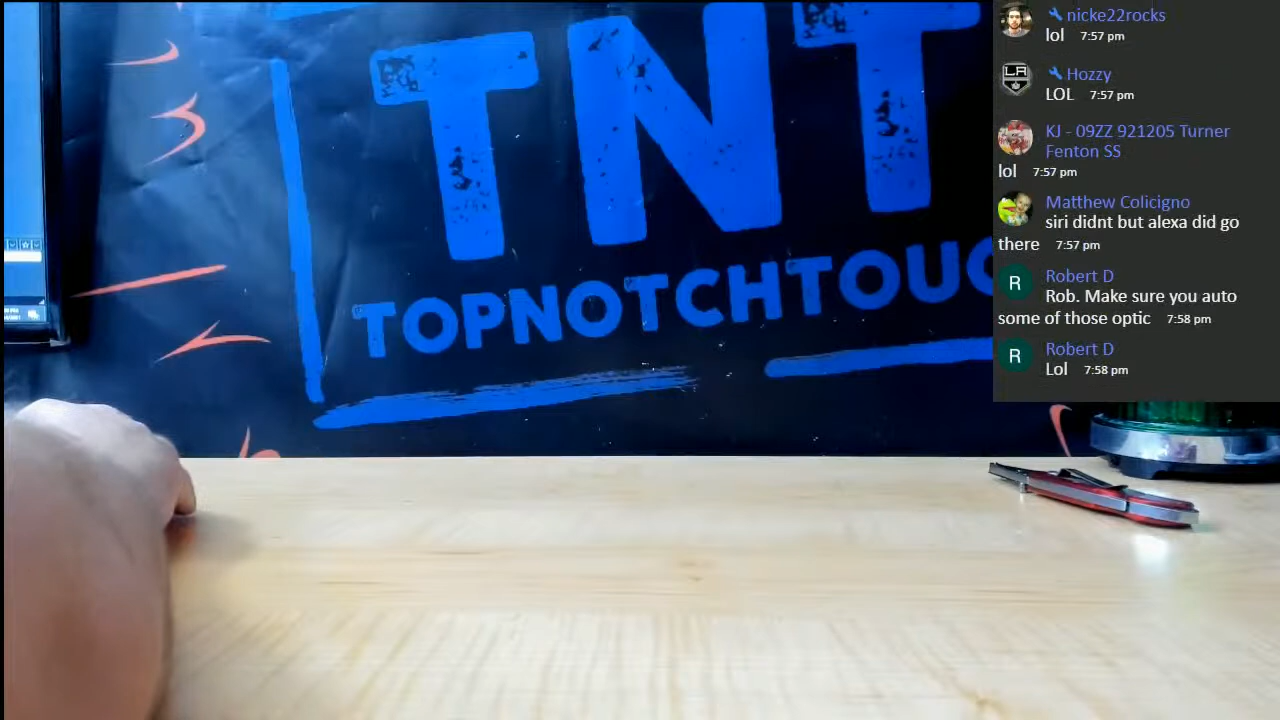 TNT
TOPNOTCHTOU
nicke22rocks
lol 7:57 pm
Hozzy
LOL 7:57 pm
KJ - 09ZZ 921205 Turner
Fenton SS
lol 7:57 pm
Matthew Colicigno
siri didnt but alexa did go
there 7:57 pm
R Robert D
Rob. Make sure you auto
some of those optic 7:58 pm
R Robert D
Lol 7:58 pm
LA